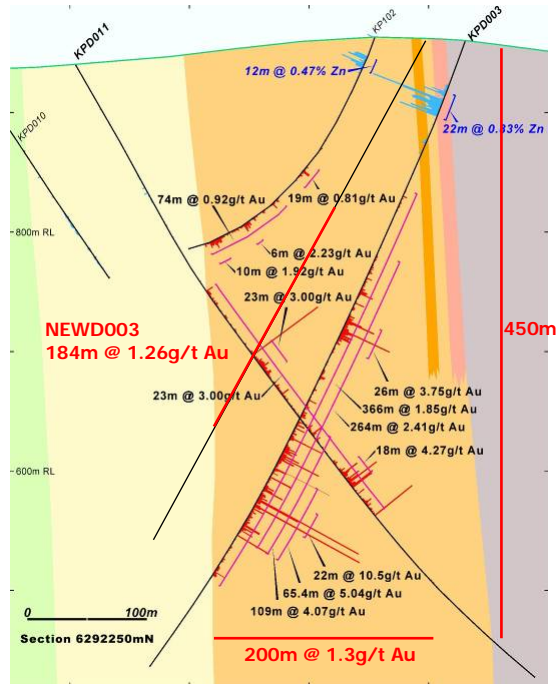 KPD011
KP102
KPD003
12m @ 0.47% Zn
22m @ 0.33% Zn
KPD010
74m @ 0.92g/t Au
19m @ 0.81g/t Au
800m RL
6m @ 2.23g/t Au
10m @ 1.92g/t Au
23m @ 3.00g/t Au
NEWD003
184m @ 1.26g/t Au
450m
23m @ 3.00g/t Au
26m @ 3.75g/t Au
366m @ 1.85g/t Au
264m @ 2.41g/t Au
18m @ 4.27g/t Au
600m RL
22m @ 10.5g/t Au
65.4m @ 5.04g/t Au
109m @ 4.07g/t Au
0 100m
Section 6292250mN
200m @ 1.3g/t Au